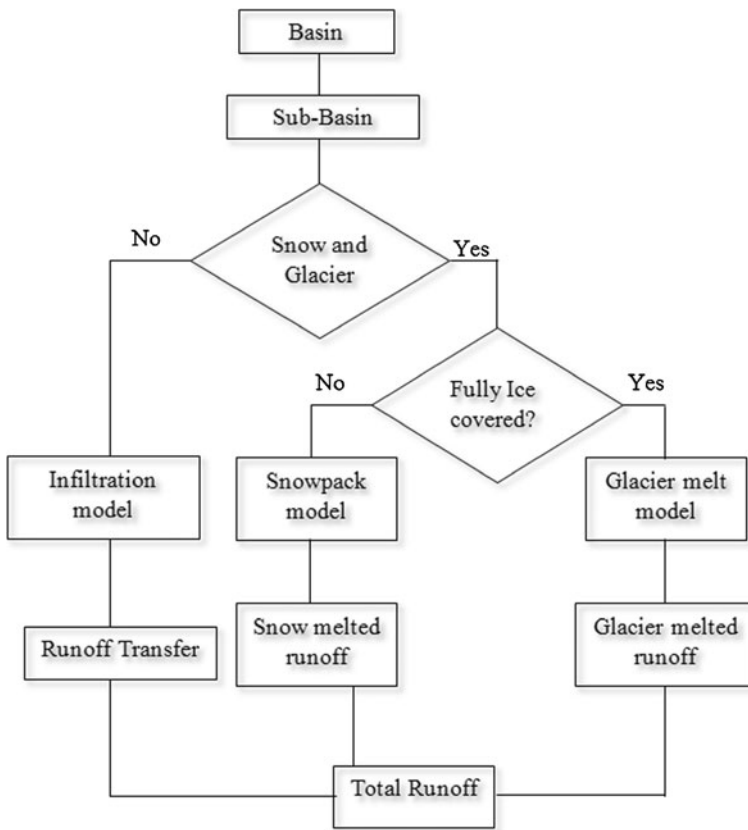 Basin
Sub-Basin
No
Snow and
Glacier
Yes
No
Fully Ice
covered?
Yes
Infiltration
model
Snowpack
model
Glacier melt
model
Runoff Transfer
Snow melted
runoff
Glacier melted
runoff
Total Runoff